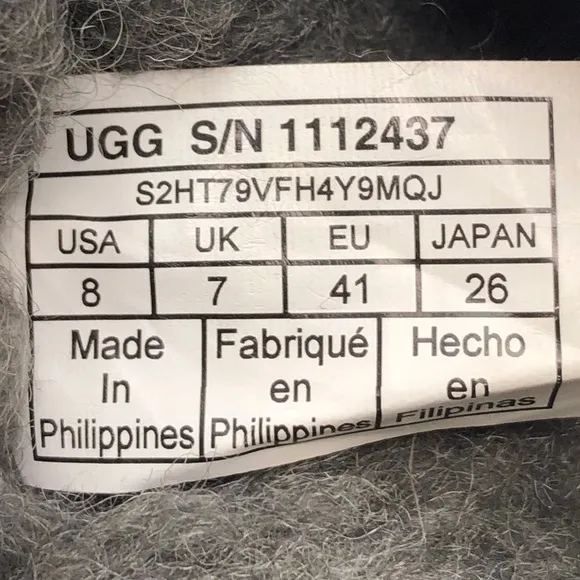 UGG S/N 1112437
S2HT79VFH4Y9MQJ
USA UK EU JAPAN
8 7 41 26
Made Fabriqué Hecho
In en en
Philippines Philippines Filipinas